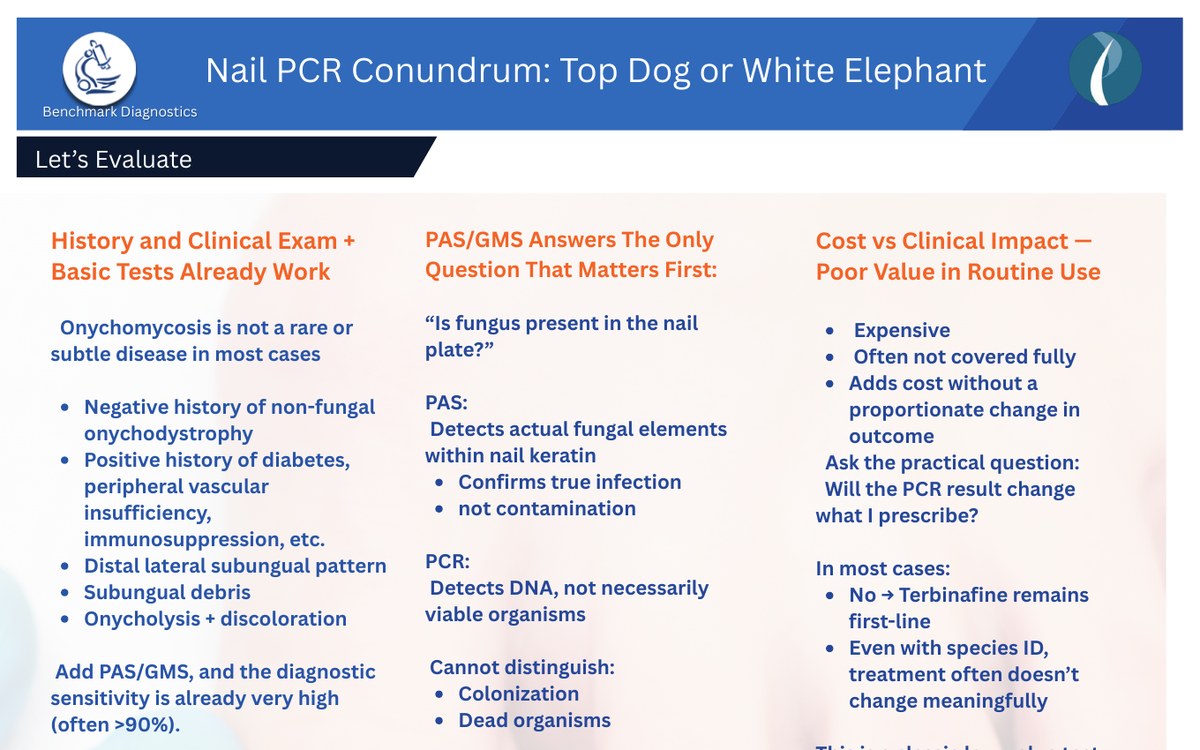 Nail PCR Conundrum: Top Dog or White Elephant
Benchmark Diagnostics
Let's Evaluate
History and Clinical Exam +
Basic Tests Already Work
Onychomycosis is not a rare or
subtle disease in most cases
• Negative history of non-fungal
onychodystrophy
• Positive history of diabetes,
peripheral vascular
insufficiency,
immunosuppression, etc.
• Distal lateral subungual pattern
• Subungual debris
• Onycholysis + discoloration
Add PAS/GMS, and the diagnostic
sensitivity is already very high
(often >90%).
PAS/GMS Answers The Only
Question That Matters First:
“Is fungus present in the nail
plate?”
PAS:
Detects actual fungal elements
within nail keratin
• Confirms true infection
• not contamination
PCR:
Detects DNA, not necessarily
viable organisms
Cannot distinguish:
• Colonization
• Dead organisms
Cost vs Clinical Impact —
Poor Value in Routine Use
• Expensive
• Often not covered fully
• Adds cost without a
proportionate change in
outcome
Ask the practical question:
Will the PCR result change
what I prescribe?
In most cases:
• No → Terbinafine remains
first-line
• Even with species ID,
treatment often doesn’t
change meaningfully